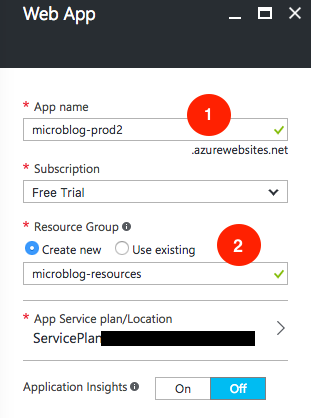 Web App
* App name
1
microblog-prod2
.azurewebsites.net
* Subscription
Free Trial
* Resource Group
2
Create new Use existing
microblog-resources
* App Service plan/Location
ServicePlan
Application Insights On Off